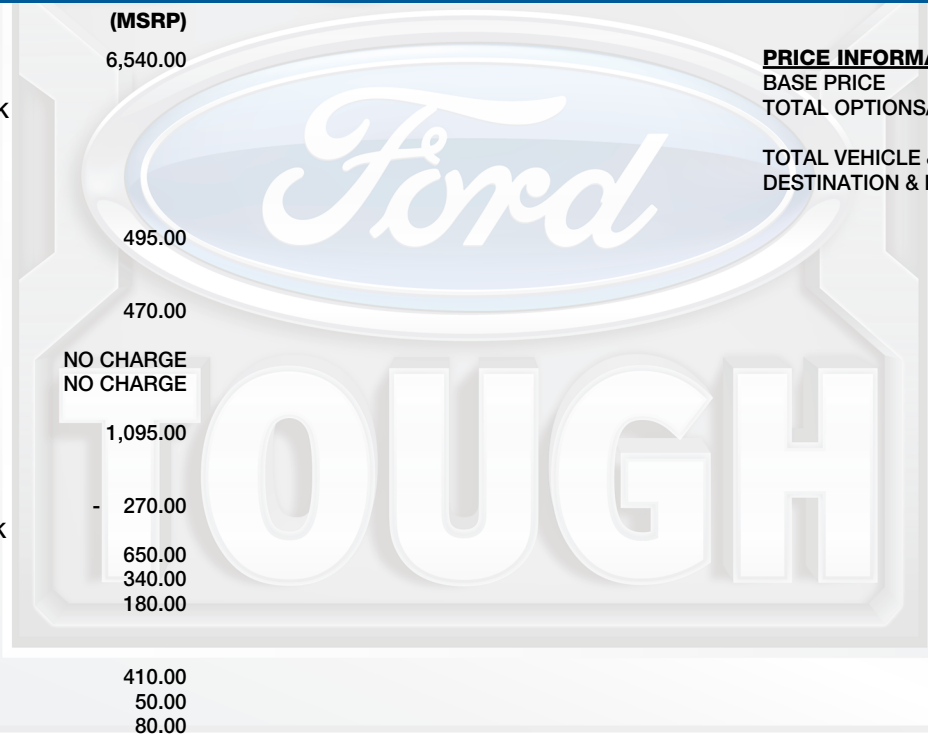 (MSRP)
6,540.00
K
495.00
470.00
NO CHARGE
NO CHARGE
1,095.00
- 270.00
K
650.00
340.00
180.00
410.00
50.00
80.00
PRICE INFORMA
BASE PRICE
TOTAL OPTIONS/
TOTAL VEHICLE &
DESTINATION &
Ford
TOUGH